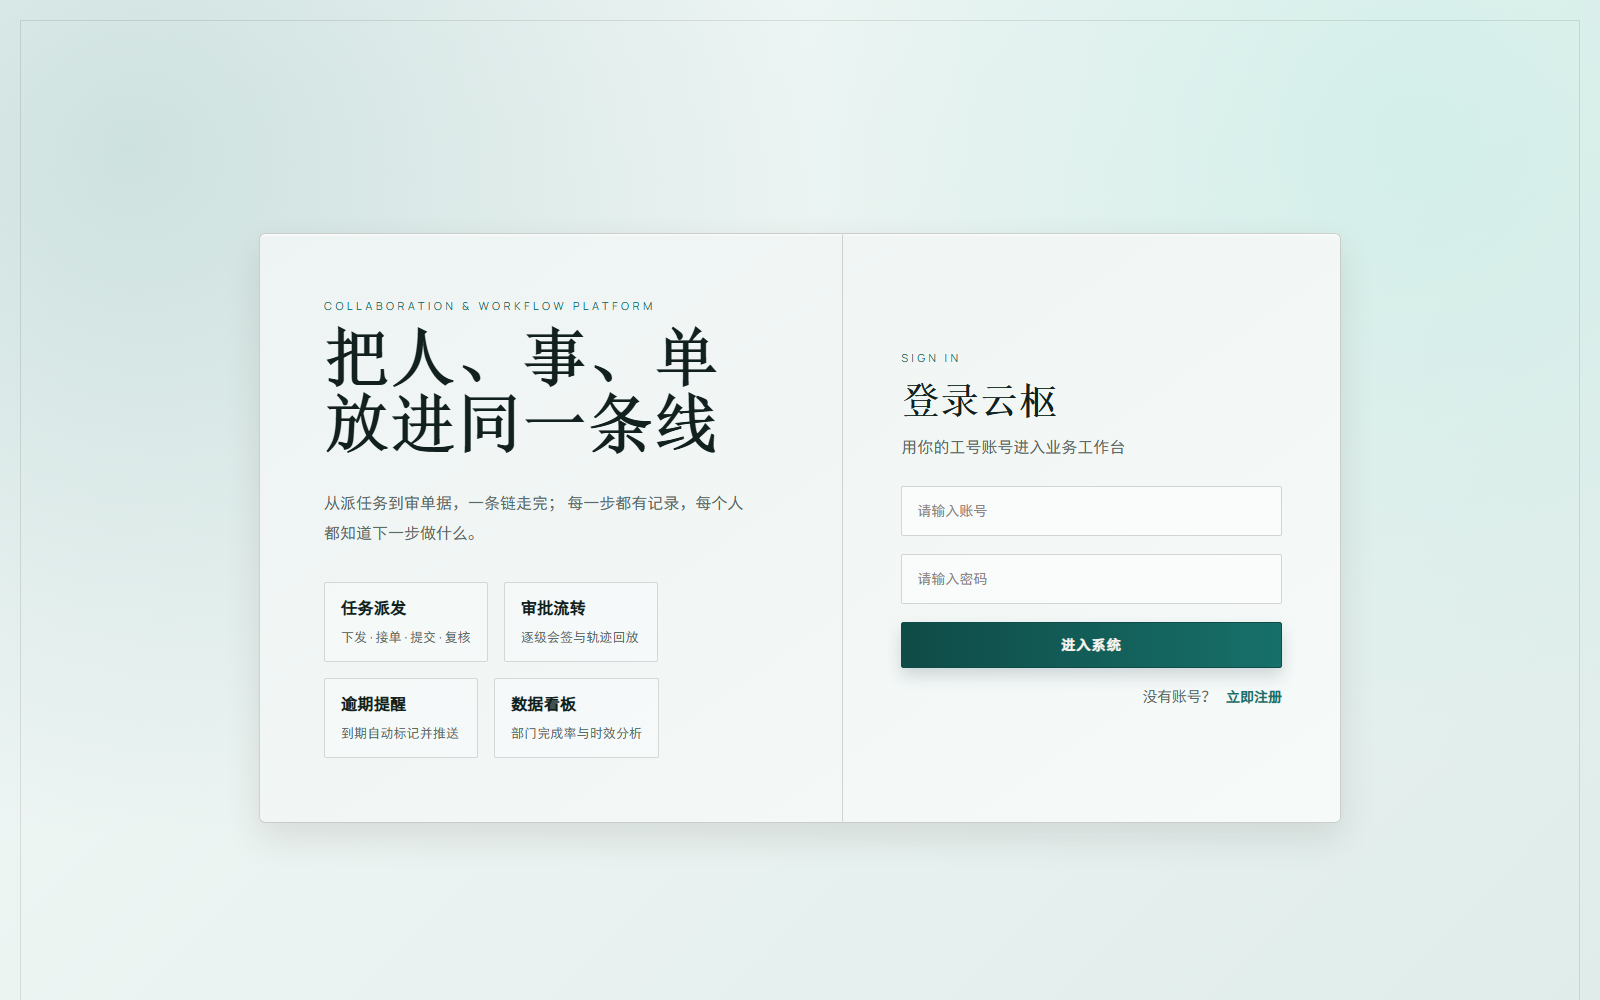 COLLABORATION & WORKFLOW PLATFORM
把人、事、单
放进同一条线
从派任务到审单据，一条链走完； 每一步都有记录，每个人
都知道下一步做什么。
任务派发
下发 · 接单 · 提交 · 复核
审批流转
逐级会签与轨迹回放
逾期提醒
到期自动标记并推送
数据看板
部门完成率与时效分析
SIGN IN
登录云枢
用你的工号账号进入业务工作台
请输入账号
请输入密码
进入系统
没有账号？ 立即注册